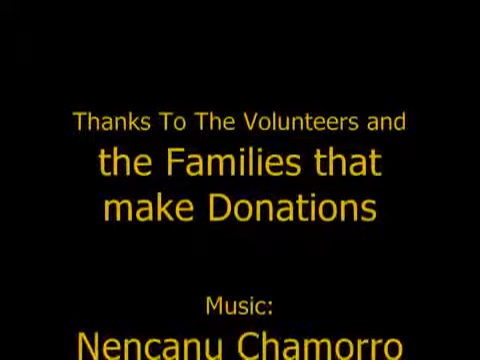 Thanks To The Volunteers and
the Families that
make Donations
Music:
Nencanu Chamorro